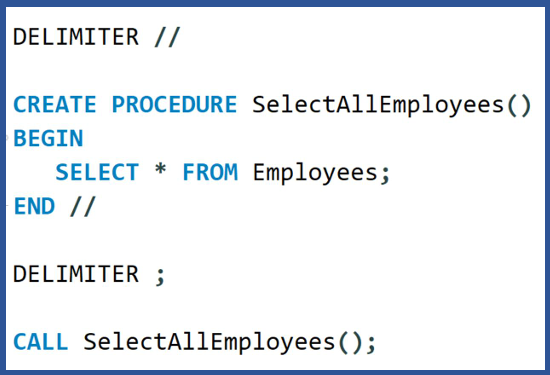 DELIMITER //
CREATE PROCEDURE SelectAllEmployees()
BEGIN
SELECT * FROM Employees;
END //
DELIMITER ;
CALL SelectAllEmployees();